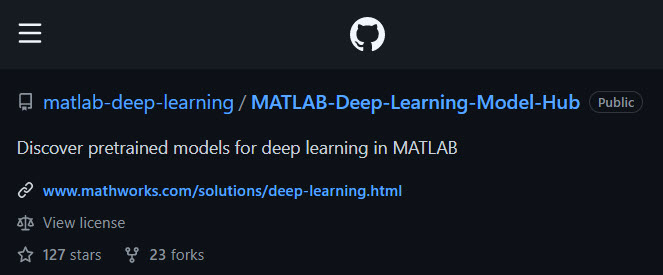 matlab-deep-learning / MATLAB-Deep-Learning-Model-Hub Public
Discover pretrained models for deep learning in MATLAB
www.mathworks.com/solutions/deep-learning.html
View license
127 stars 23 forks